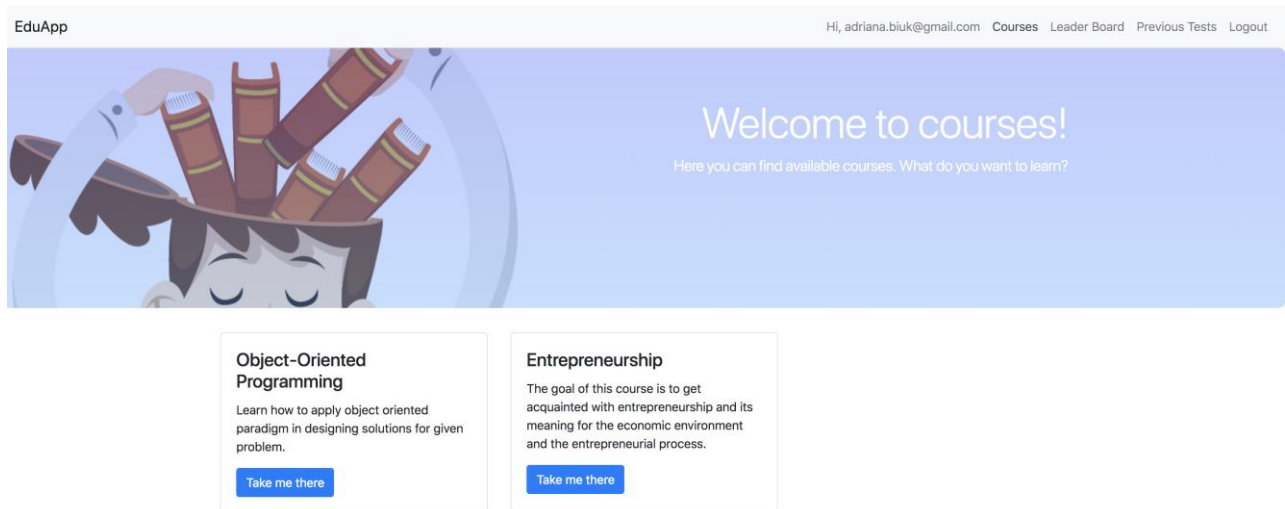 EduApp
Hi, adriana.biuk@gmail.com Courses Leader Board Previous Tests Logout
Welcome to courses!
Here you can find available courses. What do you want to learn?
Object-Oriented
Programming
Learn how to apply object oriented
paradigm in designing solutions for given
problem.
Take me there
Entrepreneurship
The goal of this course is to get
acquainted with entrepreneurship and its
meaning for the economic environment
and the entrepreneurial process.
Take me there